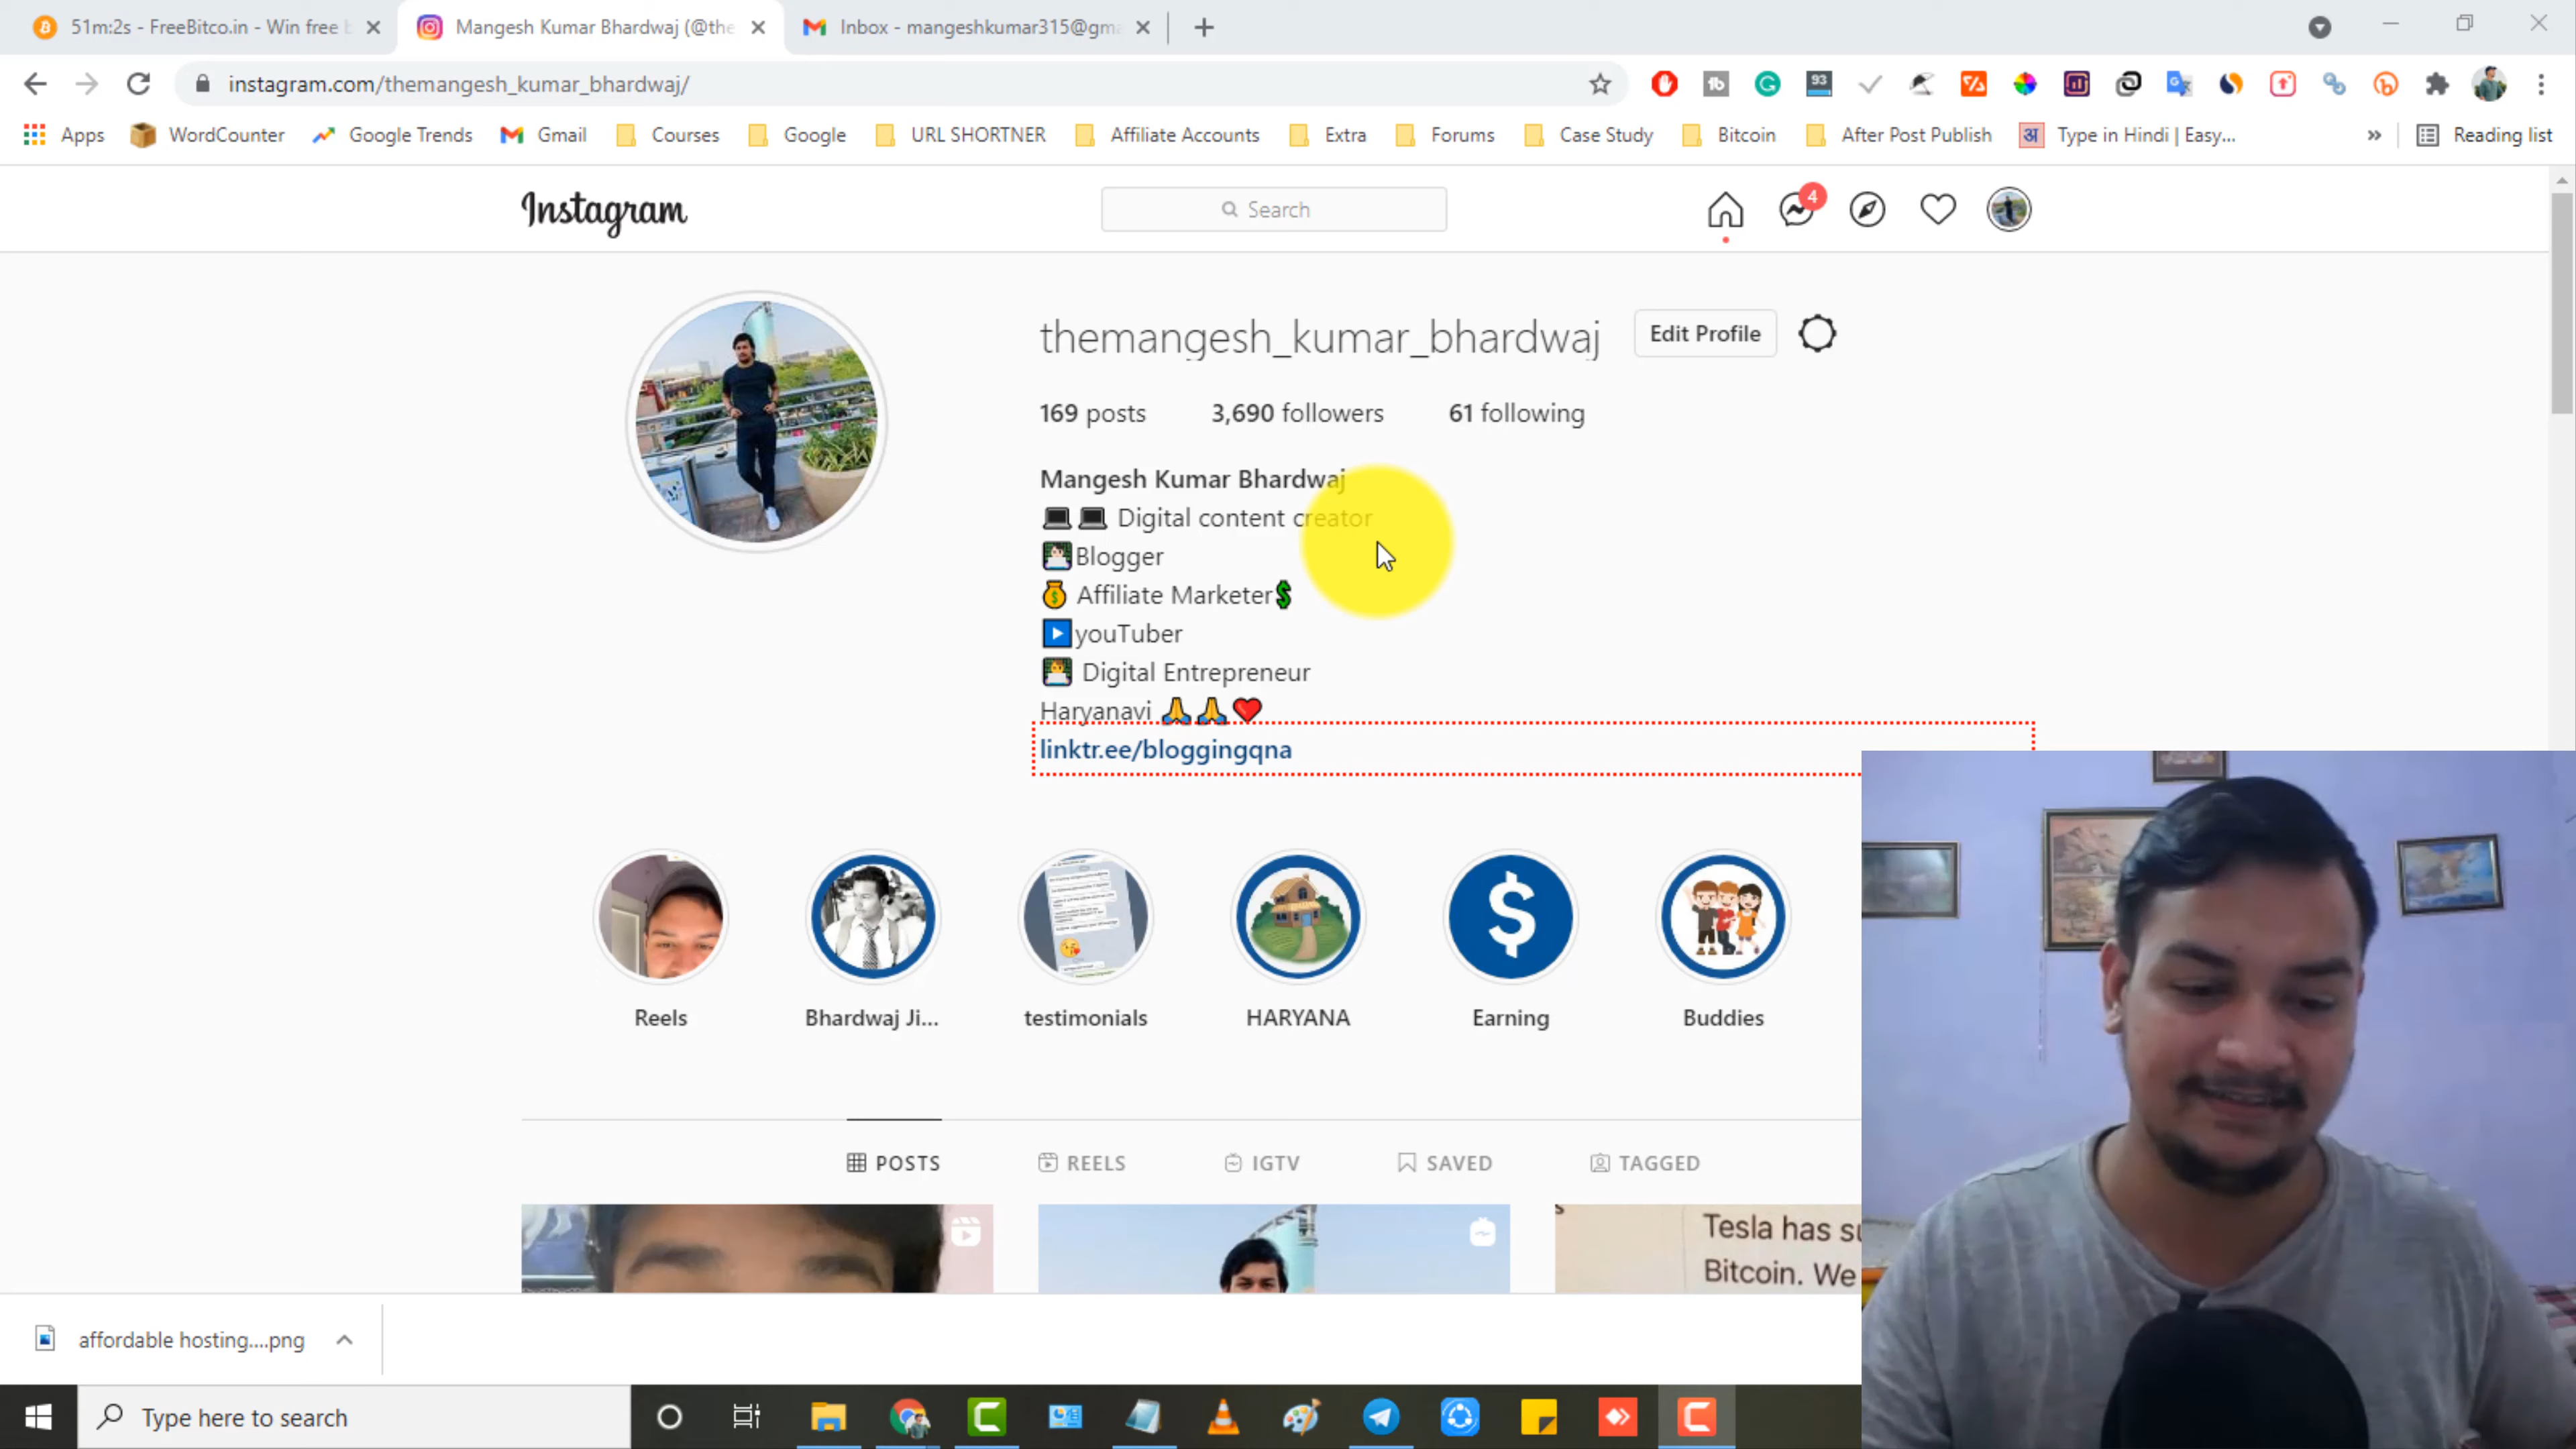 51m:2s - FreeBitco.in - Win free b
Mangesh Kumar Bhardwaj (@the
Inbox - mangeshkumar315@gma
instagram.com/themangesh_kumar_bhardwaj/
93
Apps
WordCounter
Google Trends
Gmail
Courses
Google
URL SHORTNER
Affiliate Accounts
Extra
Forums
Case Study
Bitcoin
After Post Publish
अ
Type in Hindi | Easy...
»
Reading list
Instagram
Search
4
themangesh_kumar_bhardwaj
Edit Profile
169 posts
3,690 followers
61 following
Mangesh Kumar Bhardwaj
💻 💻 Digital content creator
👨🏻‍💻Blogger
💰 Affiliate Marketer💲
▶️youTuber
👨‍💻 Digital Entrepreneur
Haryanavi 🙏🙏❤️
linktr.ee/bloggingqna
Reels
Bhardwaj Ji...
testimonials
HARYANA
$
Earning
Buddies
POSTS
REELS
IGTV
SAVED
TAGGED
Tesla has su
Bitcoin. We
affordable hosting....png
Type here to search